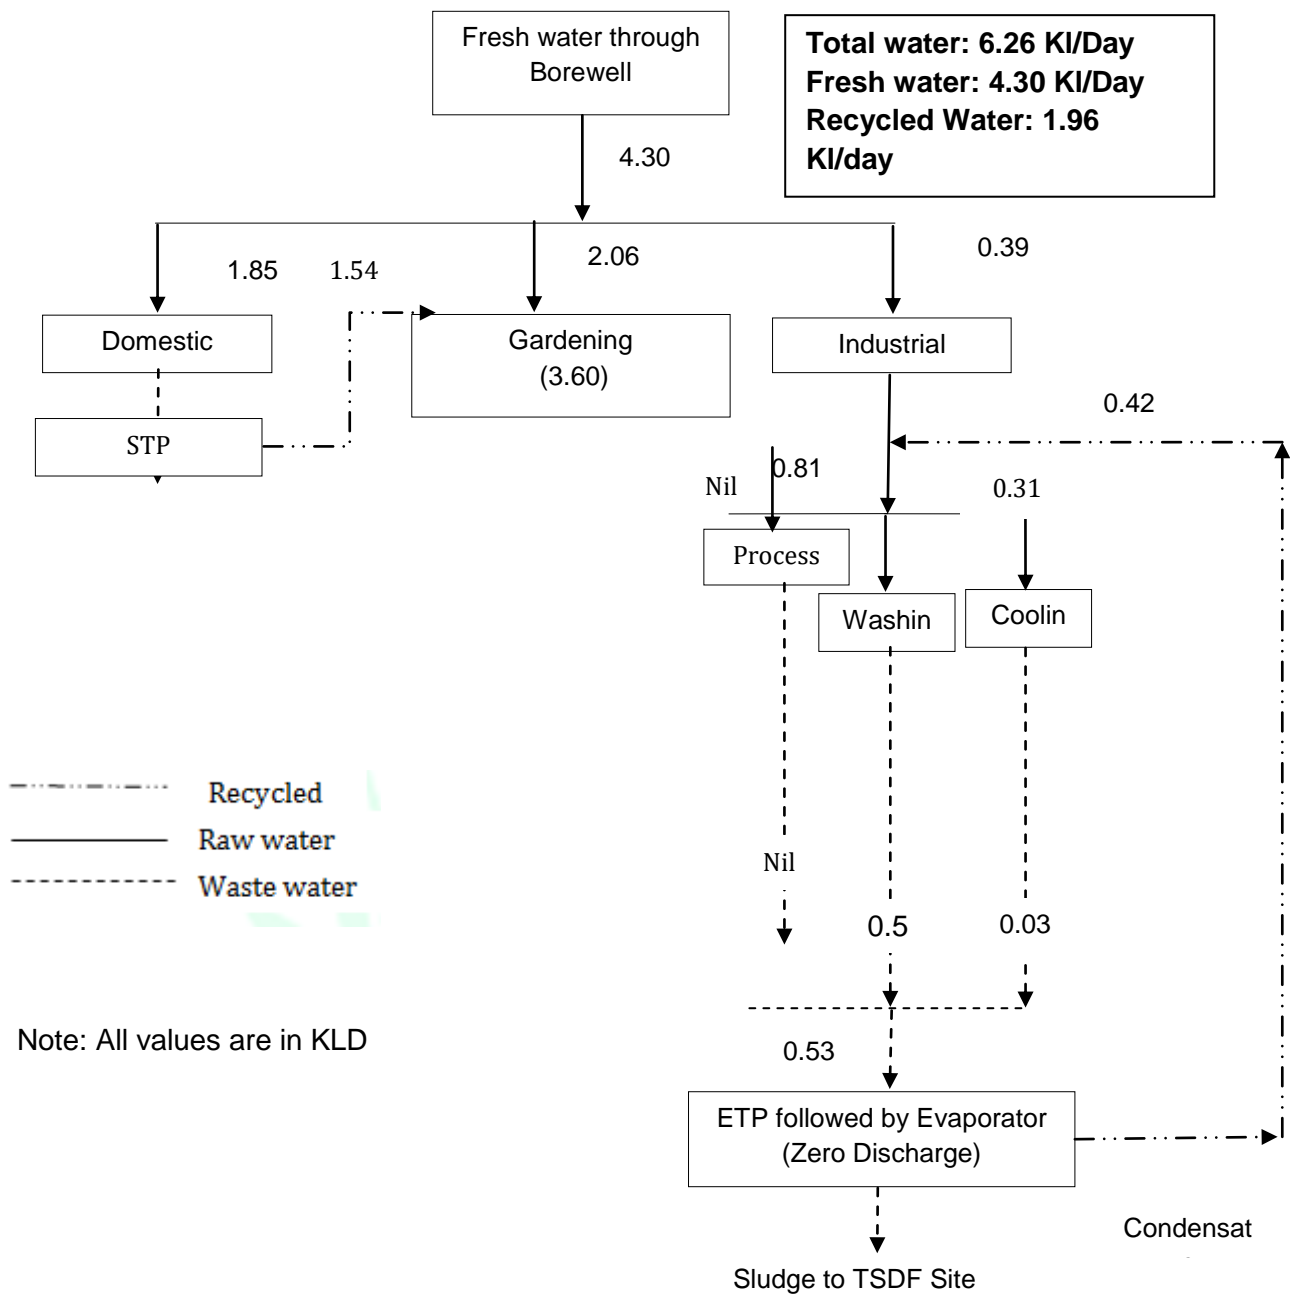 Fresh water through
Borewell
Total water: 6.26 Kl/Day
Fresh water: 4.30 Kl/Day
Recycled Water: 1.96
Kl/day
4.30
1.85
1.54
2.06
0.39
Domestic
Gardening
(3.60)
Industrial
0.42
STP
Nil
0.81
0.31
Process
Washin
Coolin
Recycled
Raw water
Waste water
Nil
0.5
0.03
Note: All values are in KLD
0.53
ETP followed by Evaporator
(Zero Discharge)
Condensat
Sludge to TSDF Site